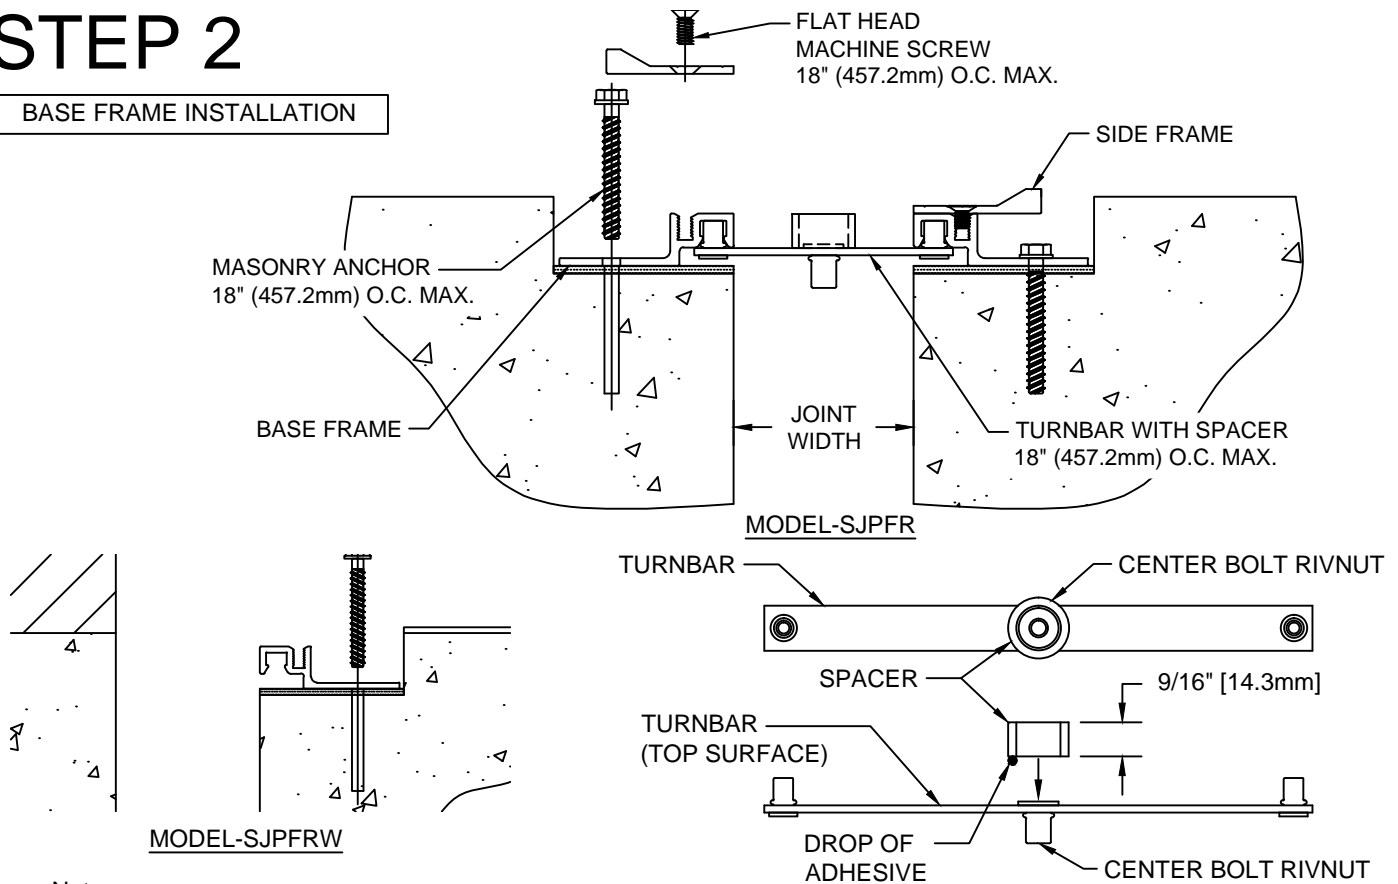 STEP 2
BASE FRAME INSTALLATION
FLAT HEAD
MACHINE SCREW
18" (457.2mm) O.C. MAX.
SIDE FRAME
MASONRY ANCHOR
18" (457.2mm) O.C. MAX.
BASE FRAME
JOINT
WIDTH
TURNBAR WITH SPACER
18" (457.2mm) O.C. MAX.
MODEL-SJPFR
TURNBAR
CENTER BOLT RIVNUT
SPACER
9/16" [14.3mm]
TURNBAR
(TOP SURFACE)
DROP OF
ADHESIVE
CENTER BOLT RIVNUT
MODEL-SJPFRW